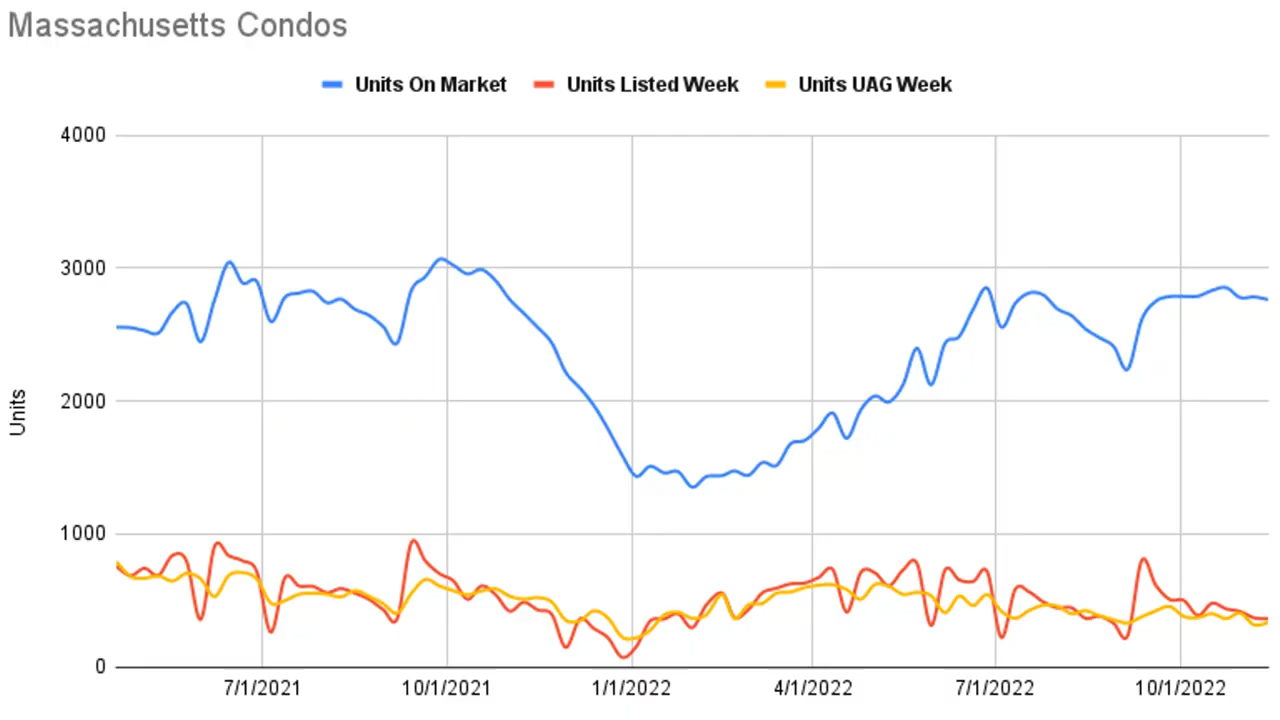 Massachusetts Condos
Units On Market Units Listed Week Units UAG Week
4000
3000
2000
1000
0
Units
7/1/2021 10/1/2021 1/1/2022 4/1/2022 7/1/2022 10/1/2022